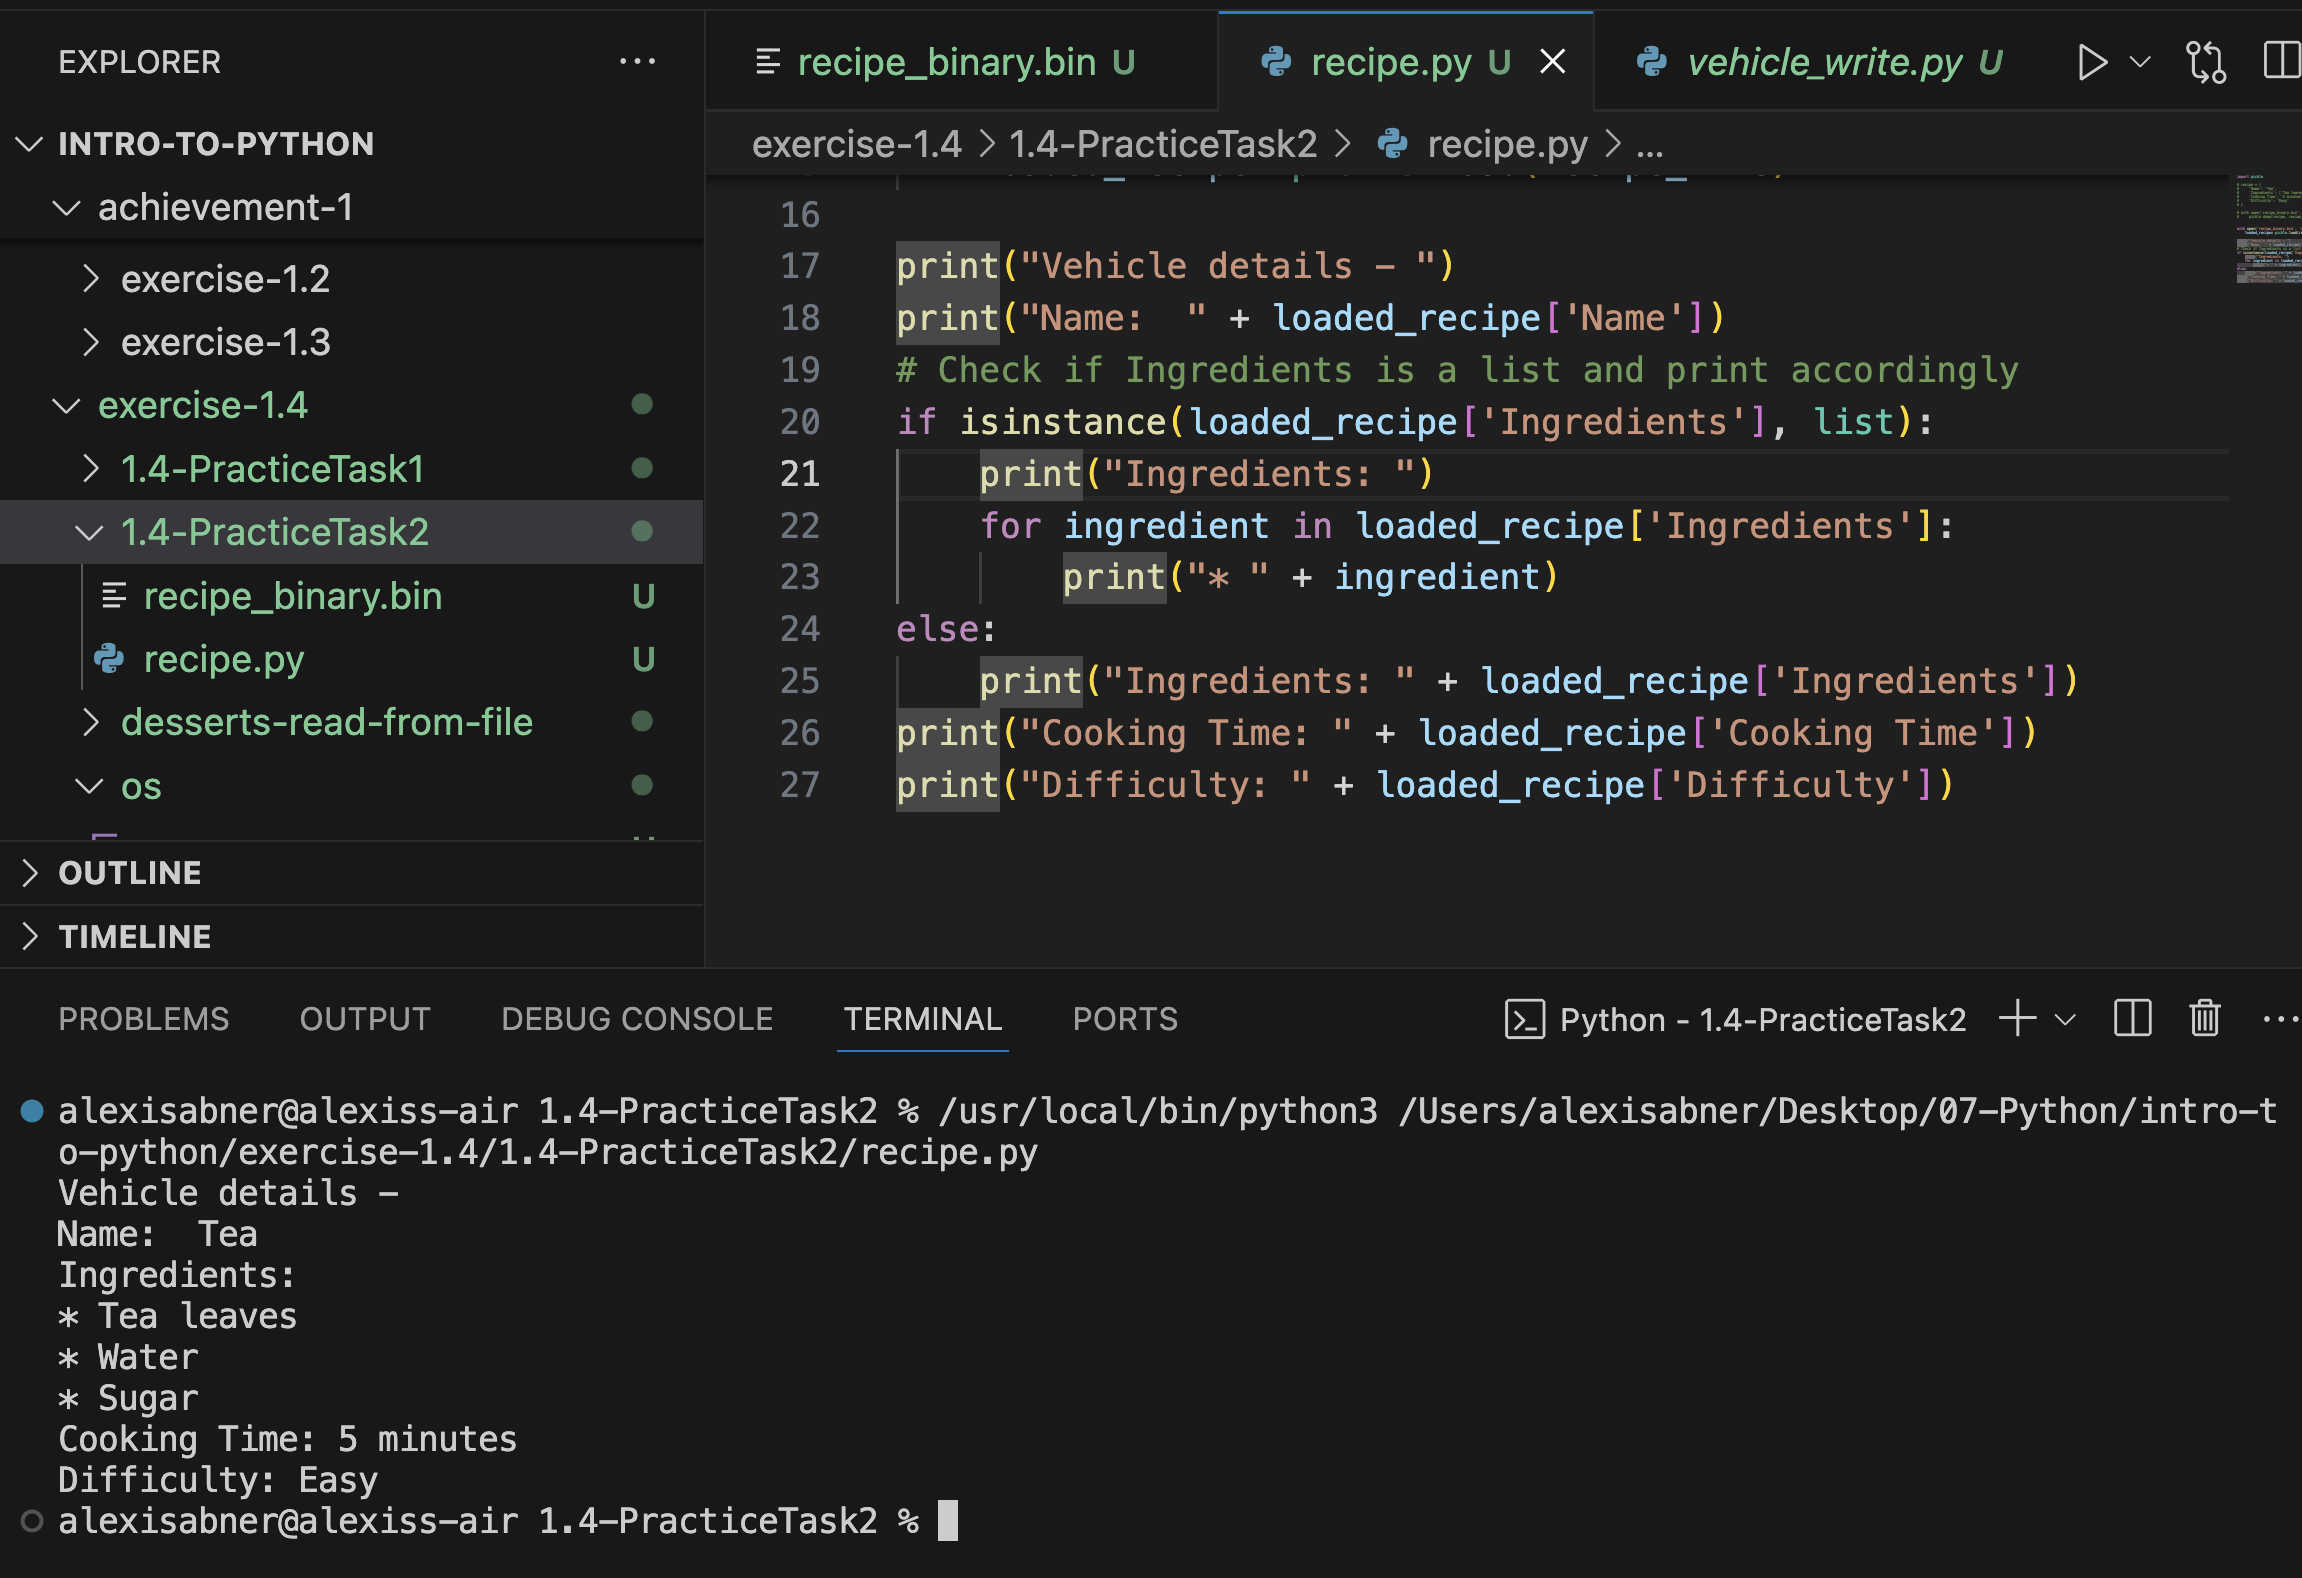 EXPLORER
INTRO-TO-PYTHON
achievement-1
exercise-1.2
exercise-1.3
exercise-1.4
1.4-PracticeTask1
1.4-PracticeTask2
recipe_binary.bin U
recipe.py U
desserts-read-from-file
os
OUTLINE
TIMELINE
recipe_binary.bin U
recipe.py U
vehicle_write.py U
exercise-1.4 > 1.4-PracticeTask2 > recipe.py > ...
16
17 print("Vehicle details - ")
18 print("Name:  " + loaded_recipe['Name'])
19 # Check if Ingredients is a list and print accordingly
20 if isinstance(loaded_recipe['Ingredients'], list):
21     print("Ingredients: ")
22     for ingredient in loaded_recipe['Ingredients']:
23         print("* " + ingredient)
24 else:
25     print("Ingredients: " + loaded_recipe['Ingredients'])
26 print("Cooking Time: " + loaded_recipe['Cooking Time'])
27 print("Difficulty: " + loaded_recipe['Difficulty'])
PROBLEMS OUTPUT DEBUG CONSOLE TERMINAL PORTS
Python - 1.4-PracticeTask2
alexisabner@alexiss-air 1.4-PracticeTask2 % /usr/local/bin/python3 /Users/alexisabner/Desktop/07-Python/intro-t
o-python/exercise-1.4/1.4-PracticeTask2/recipe.py
Vehicle details -
Name:  Tea
Ingredients:
* Tea leaves
* Water
* Sugar
Cooking Time: 5 minutes
Difficulty: Easy
alexisabner@alexiss-air 1.4-PracticeTask2 %